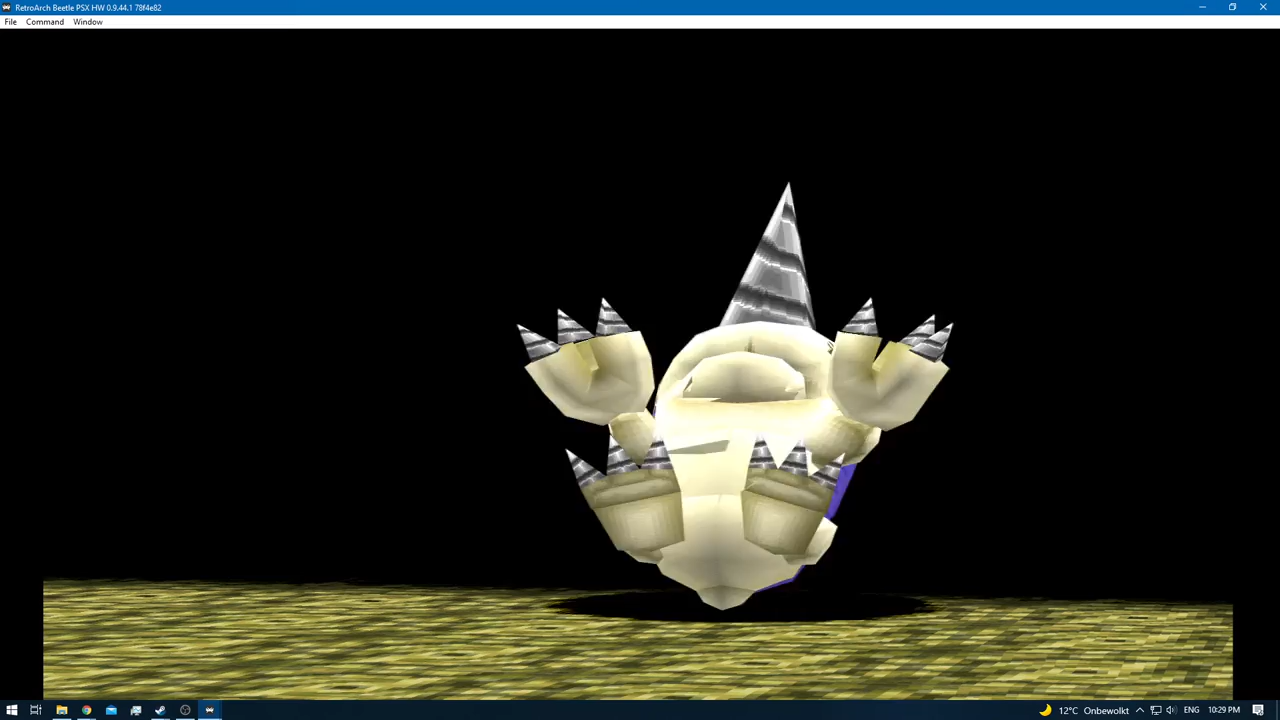 RetroArch Beetle PSX HW 0.9.44.1 78f4e82
File Command Window
12°C Onbewolkt ENG 10:29 PM